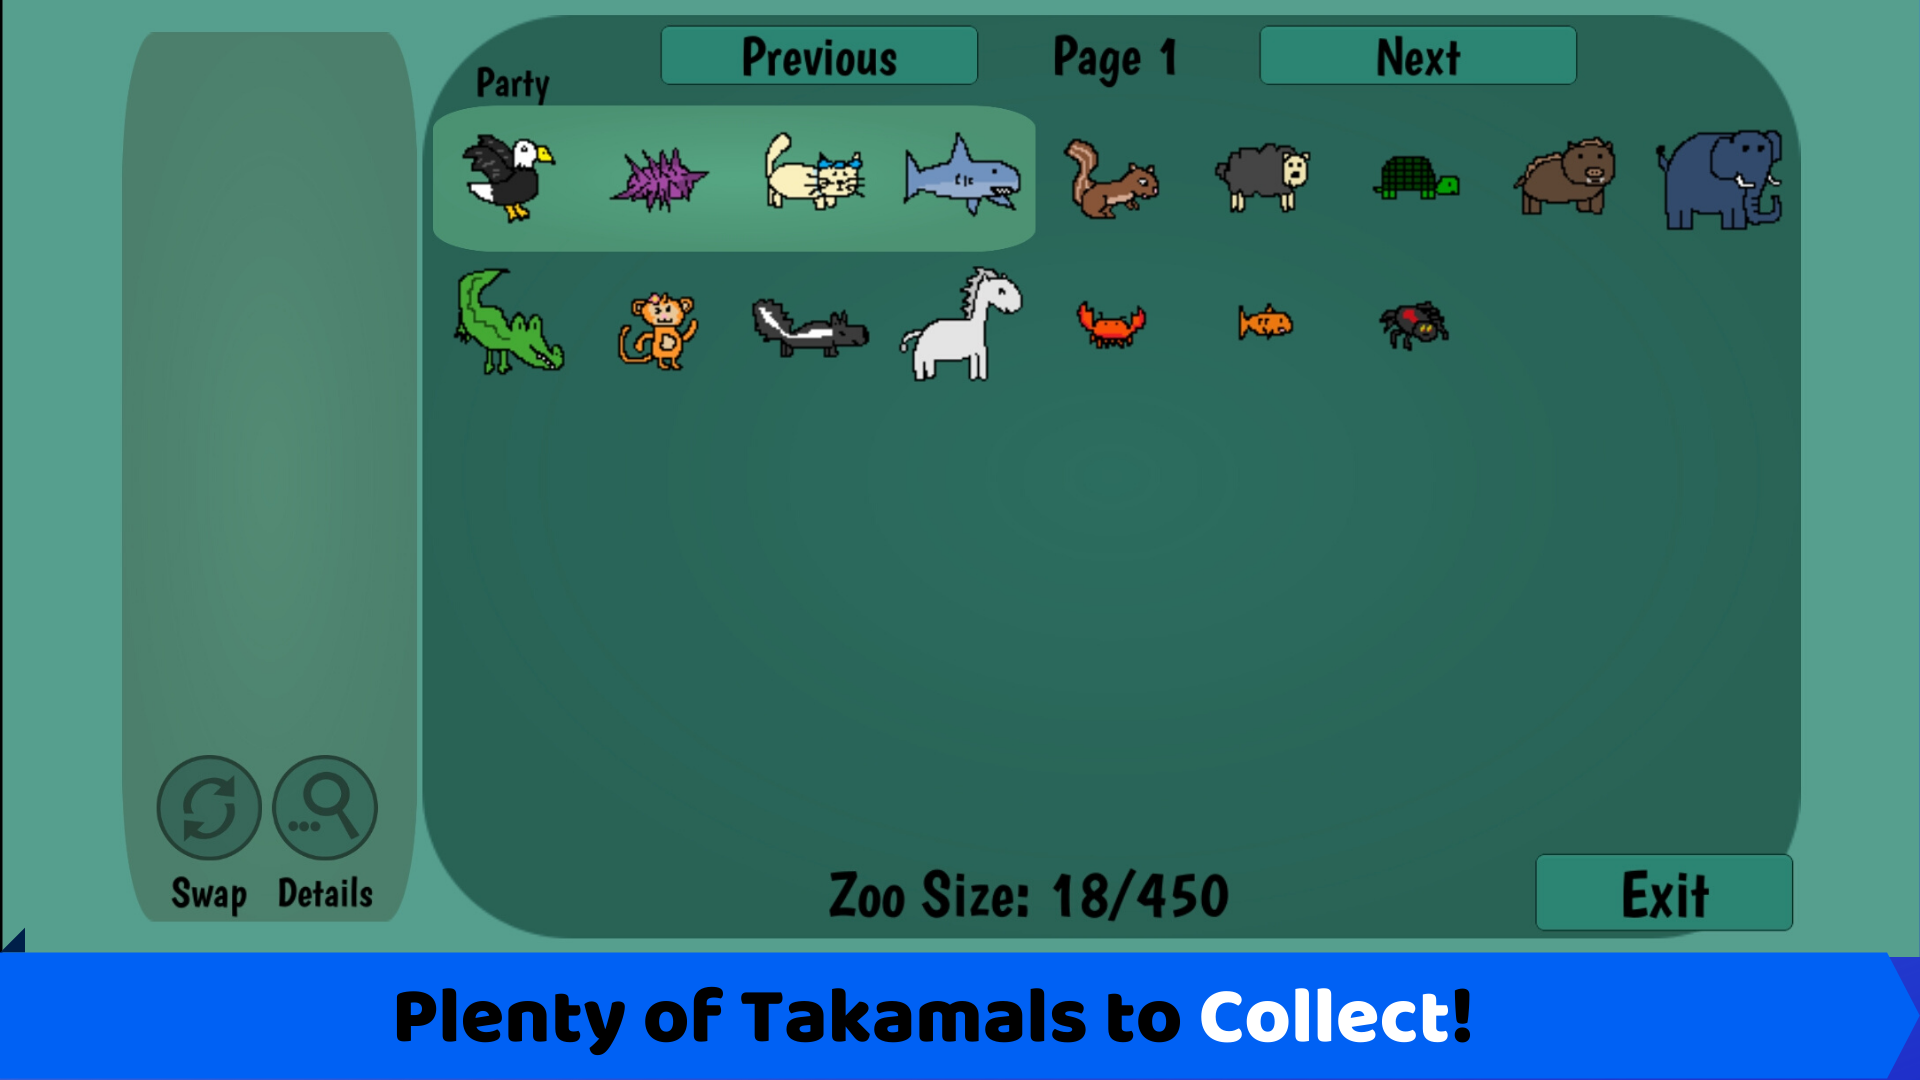 Previous
Page 1
Next
Party
Swap
Details
Zoo Size: 18/450
Exit
Plenty of Takamals to Collect!